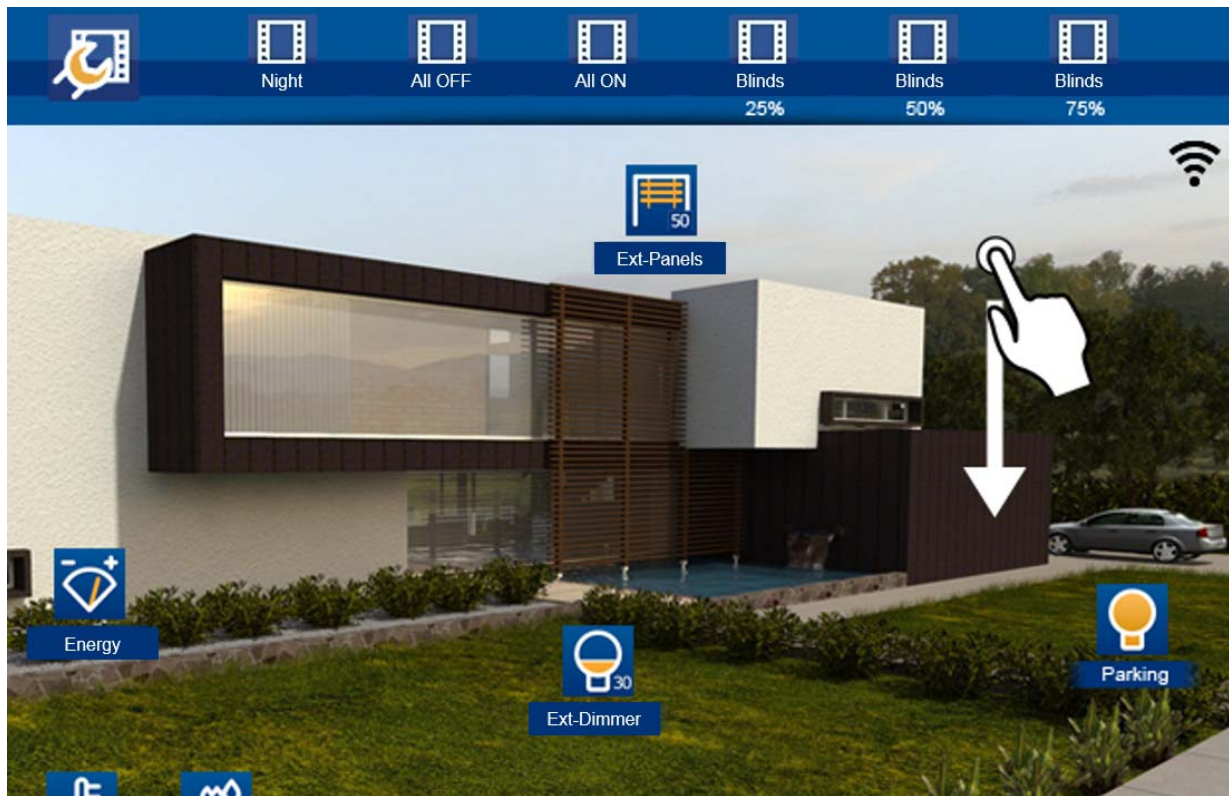 Night
All OFF
All ON
Blinds
25%
Blinds
50%
Blinds
75%
50
Ext-Panels
Energy
30
Ext-Dimmer
Parking